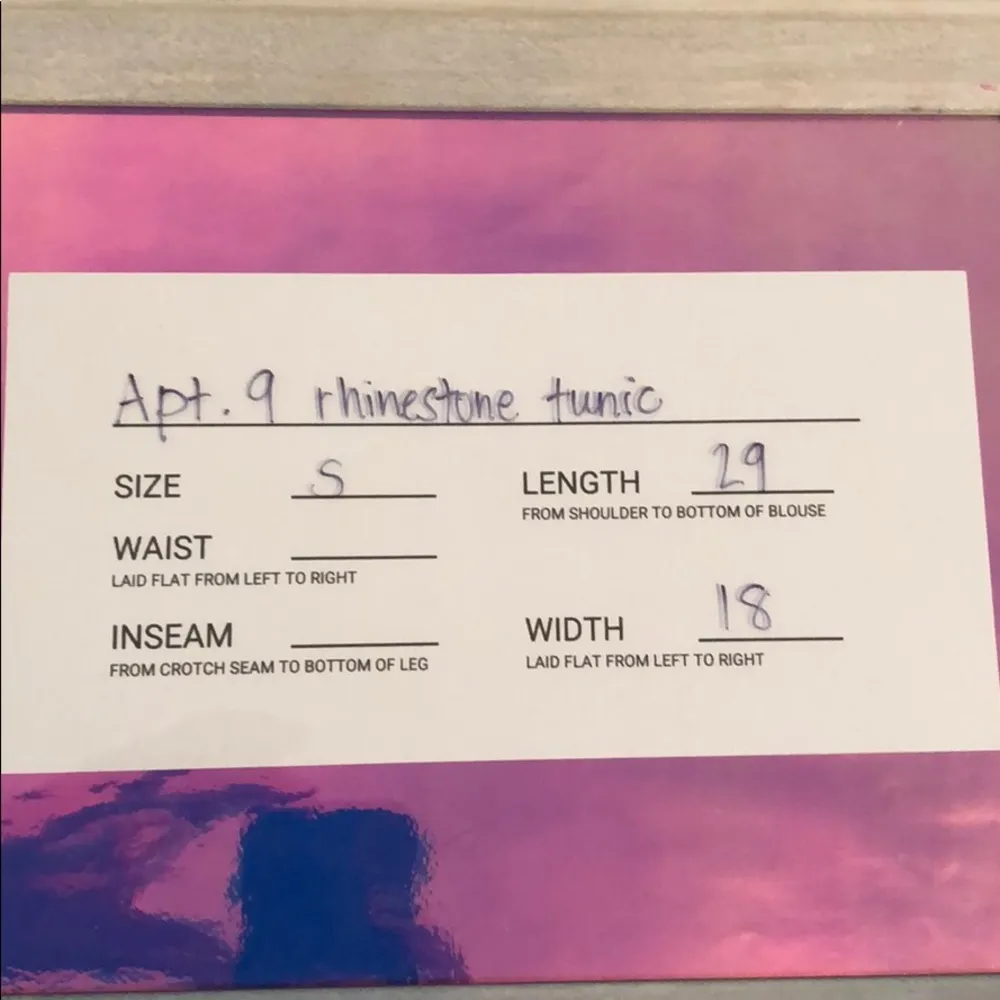 Apt. 9 rhinestone tunic
SIZE S
WAIST
LAID FLAT FROM LEFT TO RIGHT
INSEAM
FROM CROTCH SEAM TO BOTTOM OF LEG
LENGTH 29
FROM SHOULDER TO BOTTOM OF BLOUSE
WIDTH 18
LAID FLAT FROM LEFT TO RIGHT